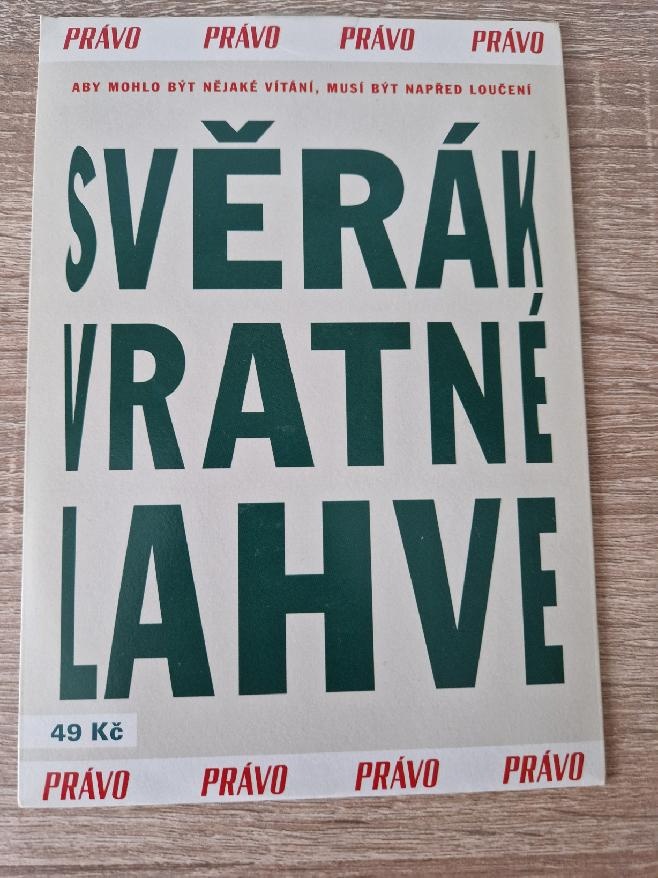 PRÁVO PRÁVO PRÁVO PRÁVO
ABY MOHLO BÝT NĚJAKÉ VÍTÁNÍ, MUSÍ BÝT NAPŘED LOUČENÍ
SVĚRÁK
VRATNÉ
LAHVE
49 Kč
PRÁVO PRÁVO PRÁVO PRÁVO